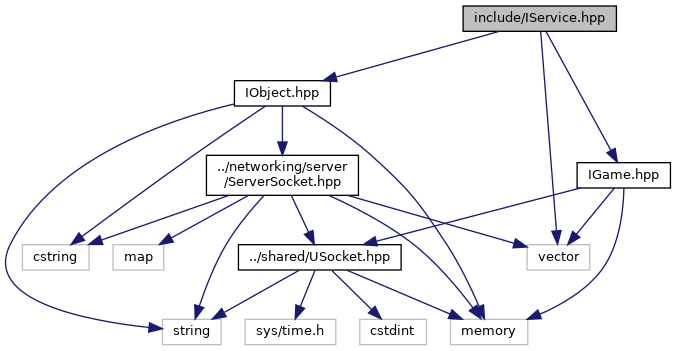 include/IService.hpp
IObject.hpp
../networking/server
/ServerSocket.hpp
IGame.hpp
cstring
map
../shared/USocket.hpp
vector
string
sys/time.h
cstdint
memory